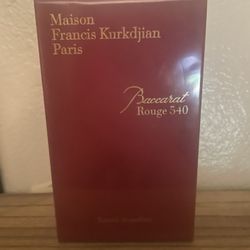 Maison
Francis Kurkdjian
Paris
Baccarat
Rouge 540